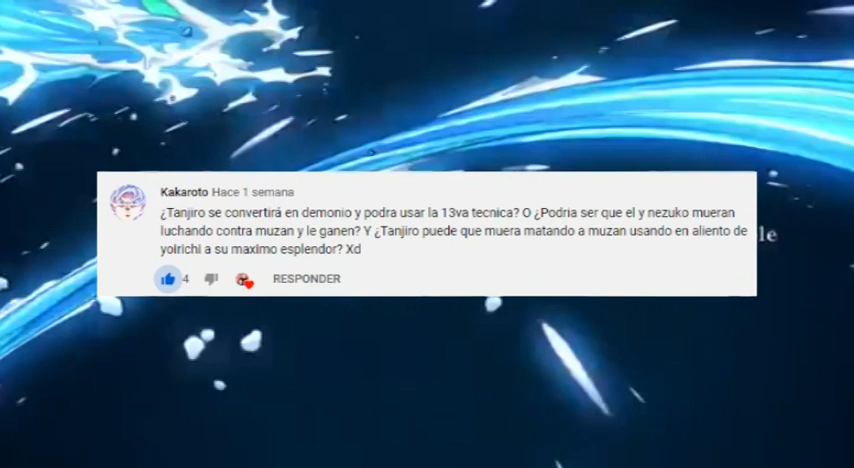 Kakaroto Hace 1 semana
¿Tanjiro se convertirá en demonio y podra usar la 13va tecnica? O ¿Podria ser que el y nezuko mueran
luchando contra muzan y le ganen? Y ¿Tanjiro puede que muera matando a muzan usando en aliento de
yoirichi a su maximo esplendor? Xd
4 RESPONDER
le